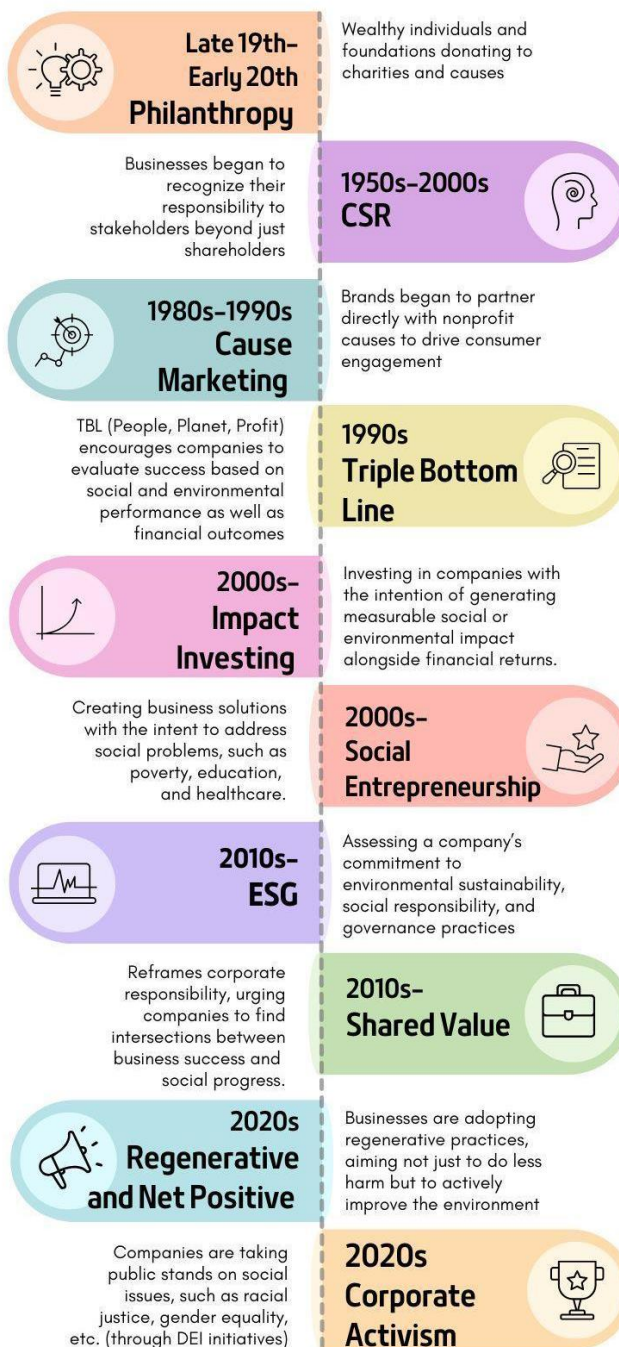 Late 19th–
Early 20th
Philanthropy
Wealthy individuals and
foundations donating to
charities and causes
1950s–2000s
CSR
Businesses began to
recognize their
responsibility to
stakeholders beyond just
shareholders
1980s–1990s
Cause
Marketing
Brands began to partner
directly with nonprofit
causes to drive consumer
engagement
1990s
Triple Bottom
Line
TBL (People, Planet, Profit)
encourages companies to
evaluate success based on
social and environmental
performance as well as
financial outcomes
2000s–
Impact
Investing
Investing in companies with
the intention of generating
measurable social or
environmental impact
alongside financial returns.
2000s–
Social
Entrepreneurship
Creating business solutions
with the intent to address
social problems, such as
poverty, education,
and healthcare.
2010s–
ESG
Assessing a company's
commitment to
environmental sustainability,
social responsibility, and
governance practices
2010s–
Shared Value
Reframes corporate
responsibility, urging
companies to find
intersections between
business success and
social progress.
2020s
Regenerative
and Net Positive
Businesses are adopting
regenerative practices,
aiming not just to do less
harm but to actively
improve the environment
2020s
Corporate
Activism
Companies are taking
public stands on social
issues, such as racial
justice, gender equality,
etc. (through DEI initiatives)